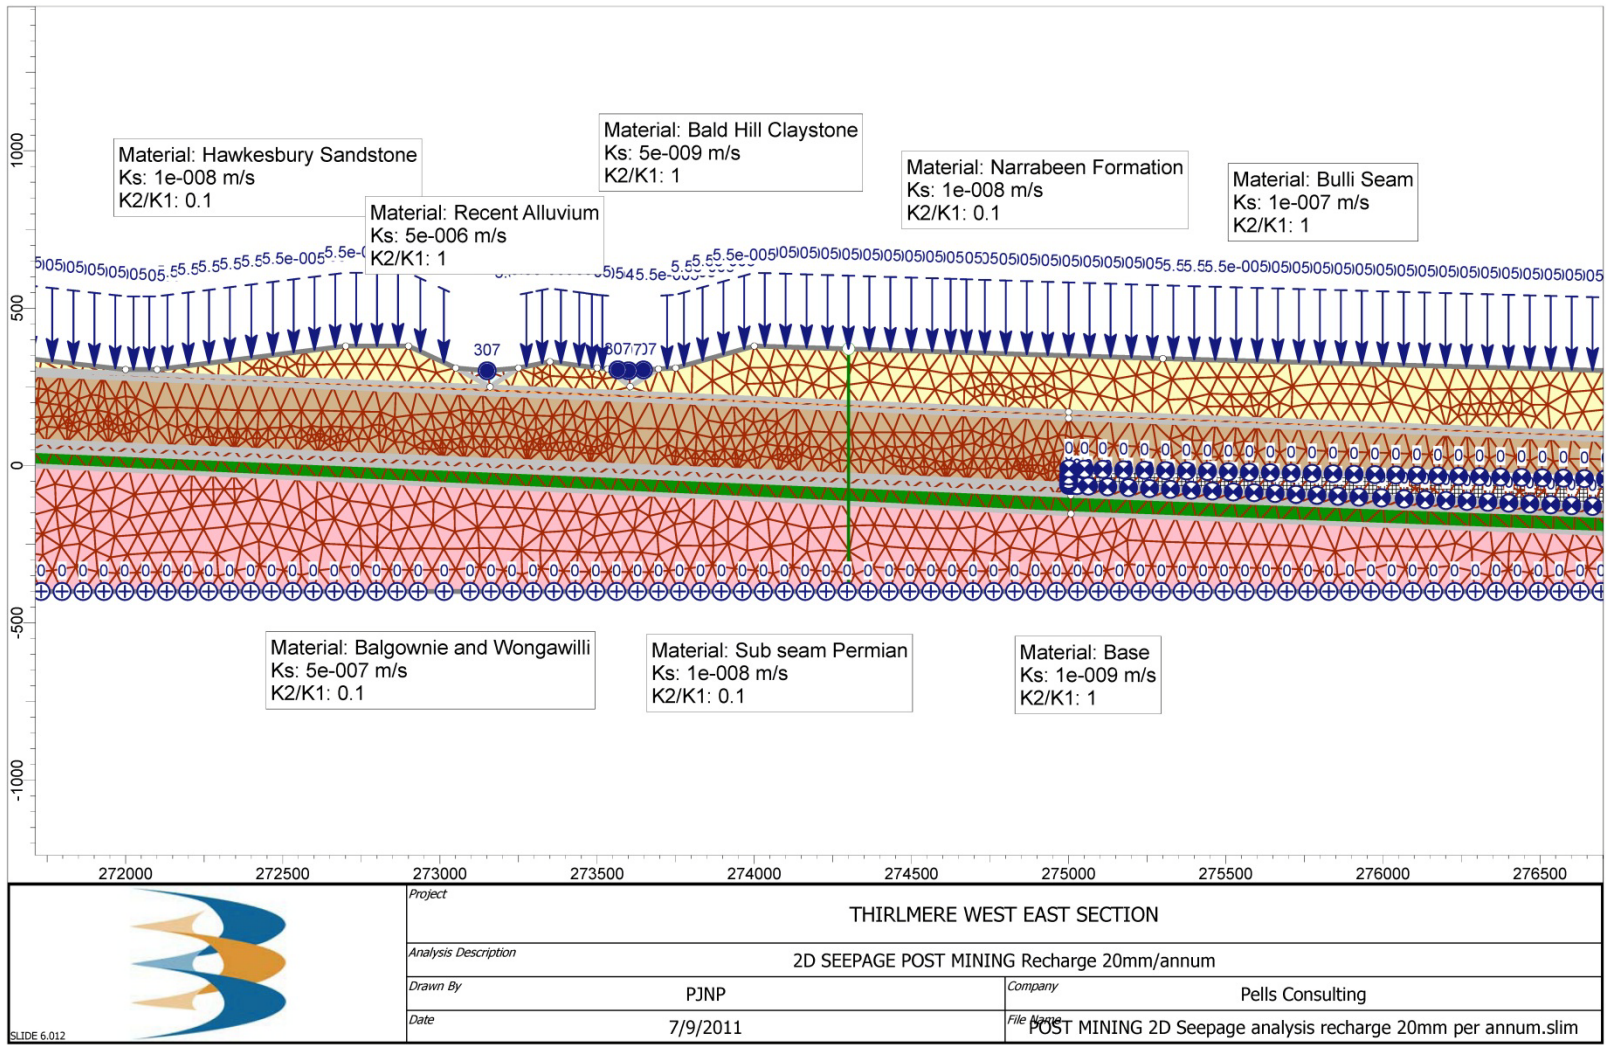 1000
500
0
-500
-1000
Material: Hawkesbury Sandstone
Ks: 1e-008 m/s
K2/K1: 0.1
Material: Recent Alluvium
Ks: 5e-006 m/s
K2/K1: 1
Material: Bald Hill Claystone
Ks: 5e-009 m/s
K2/K1: 1
Material: Narrabeen Formation
Ks: 1e-008 m/s
K2/K1: 0.1
Material: Bulli Seam
Ks: 1e-007 m/s
K2/K1: 1
307
Material: Balgownie and Wongawilli
Ks: 5e-007 m/s
K2/K1: 0.1
Material: Sub seam Permian
Ks: 1e-008 m/s
K2/K1: 0.1
Material: Base
Ks: 1e-009 m/s
K2/K1: 1
272000 272500 273000 273500 274000 274500 275000 275500 276000 276500
Project
THIRLMERE WEST EAST SECTION
Analysis Description
2D SEEPAGE POST MINING Recharge 20mm/annum
Drawn By
PJNP
Company
Pells Consulting
Date
7/9/2011
File Name
POST MINING 2D Seepage analysis recharge 20mm per annum.slim
SLIDE 6.012